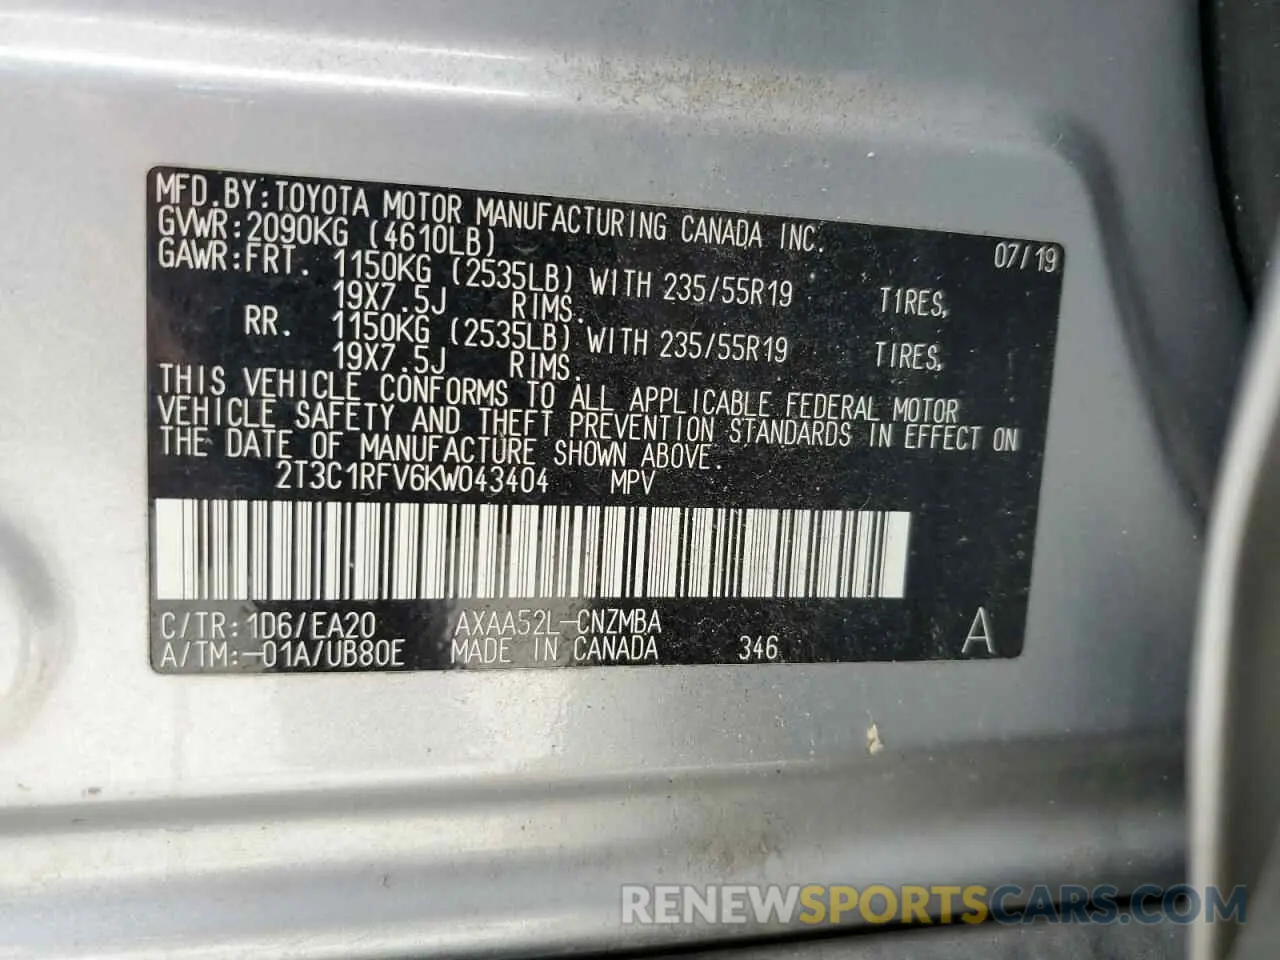 MFD.BY:TOYOTA MOTOR MANUFACTURING CANADA INC. 07/19
GVWR:2090KG (4610LB)
GAWR:FRT. 1150KG (2535LB) WITH 235/55R19 TIRES,
19X7.5J RIMS.
RR. 1150KG (2535LB) WITH 235/55R19 TIRES,
19X7.5J RIMS.
THIS VEHICLE CONFORMS TO ALL APPLICABLE FEDERAL MOTOR
VEHICLE SAFETY AND THEFT PREVENTION STANDARDS IN EFFECT ON
THE DATE OF MANUFACTURE SHOWN ABOVE.
2T3C1RFV6KW043404 MPV
C/TR:1D6/EA20 AXAA52L-CNZMBA
A/TM:-01A/UB80E MADE IN CANADA 346 A
RENEWSPORTSCARS.COM